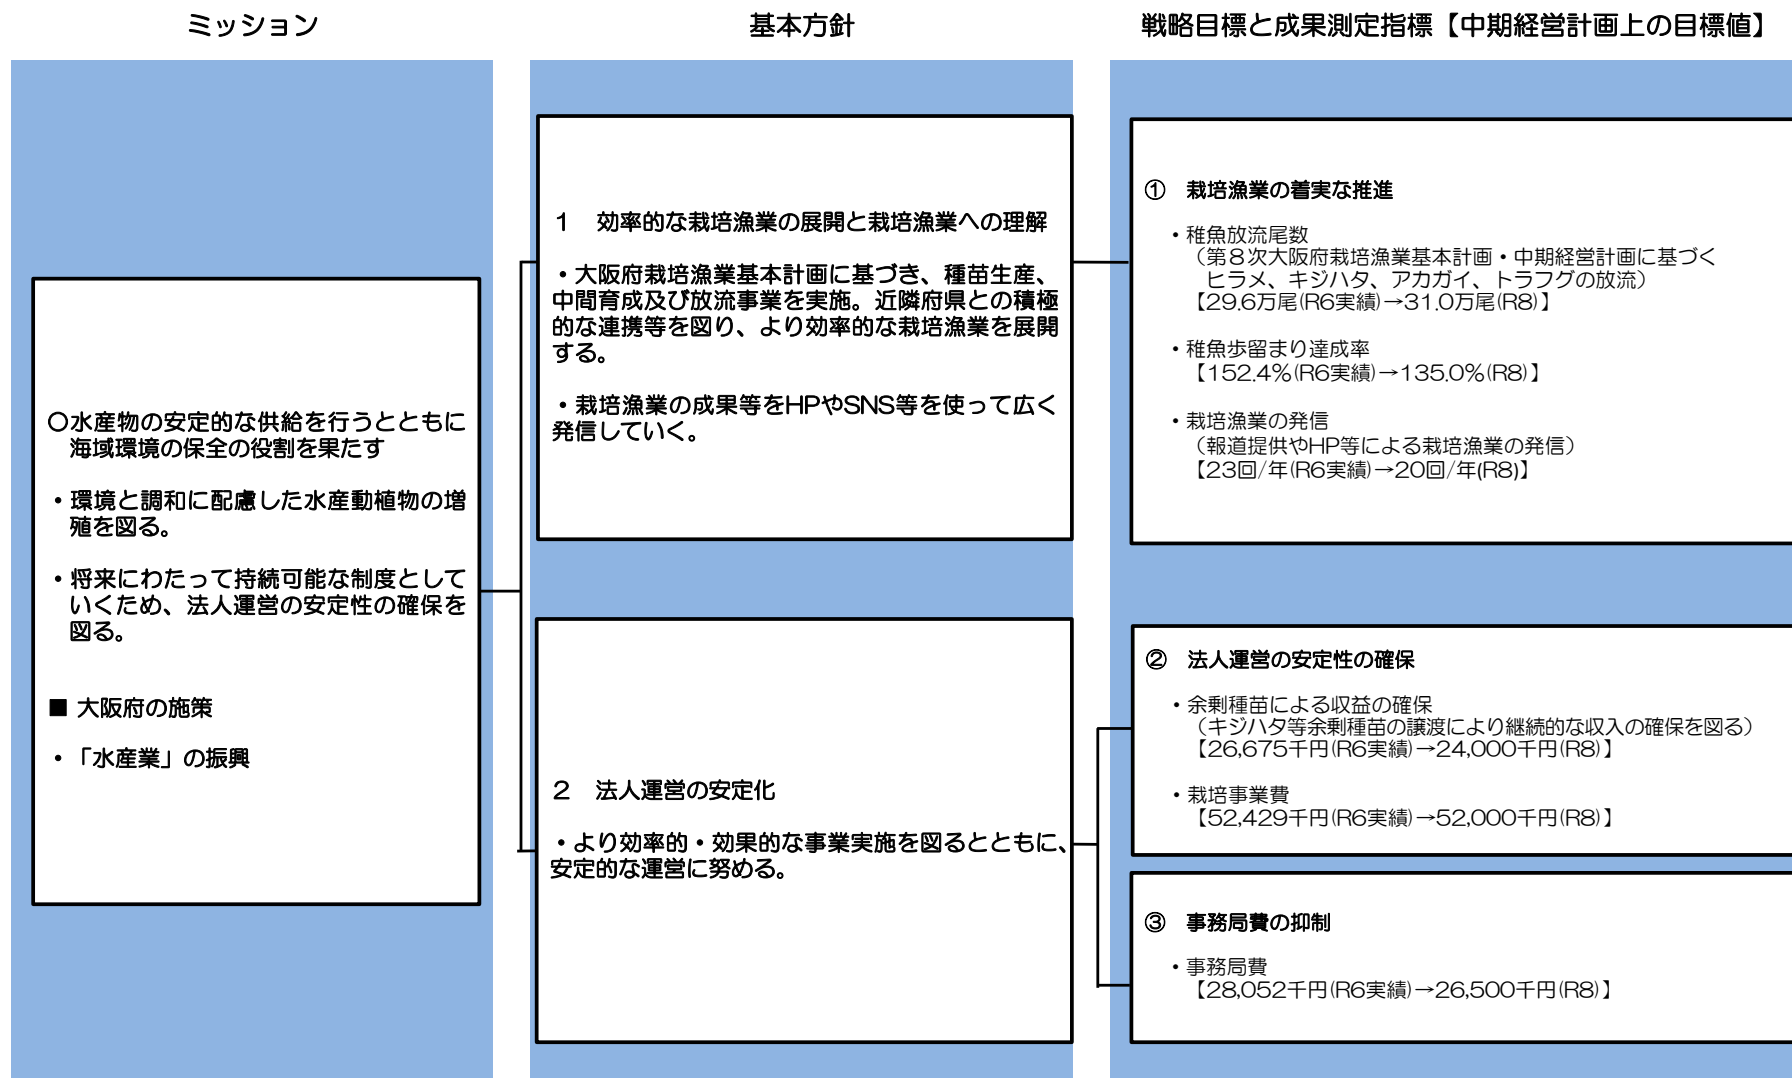 ミッション
〇水産物の安定的な供給を行うとともに
海域環境の保全の役割を果たす
・環境と調和に配慮した水産動植物の増
殖を図る。
・将来にわたって持続可能な制度として
いくため、法人運営の安定性の確保を
図る。
■ 大阪府の施策
・「水産業」の振興
基本方針
１　効率的な栽培漁業の展開と栽培漁業への理解
・大阪府栽培漁業基本計画に基づき、種苗生産、
中間育成及び放流事業を実施。近隣府県との積極
的な連携等を図り、より効率的な栽培漁業を展開
する。
・栽培漁業の成果等をHPやSNS等を使って広く
発信していく。
２　法人運営の安定化
・より効率的・効果的な事業実施を図るとともに、
安定的な運営に努める。
戦略目標と成果測定指標【中期経営計画上の目標値】
①　栽培漁業の着実な推進
・稚魚放流尾数
（第８次大阪府栽培漁業基本計画・中期経営計画に基づく
ヒラメ、キジハタ、アカガイ、トラフグの放流）
【29.6万尾(R6実績)→31.0万尾(R8)】
・稚魚歩留まり達成率
【152.4％(R6実績)→135.0％(R8)】
・栽培漁業の発信
（報道提供やHP等による栽培漁業の発信）
【23回/年(R6実績)→20回/年(R8)】
②　法人運営の安定性の確保
・余剰種苗による収益の確保
（キジハタ等余剰種苗の譲渡により継続的な収入の確保を図る）
【26,675千円(R6実績)→24,000千円(R8)】
・栽培事業費
【52,429千円(R6実績)→52,000千円(R8)】
③　事務局費の抑制
・事務局費
【28,052千円(R6実績)→26,500千円(R8)】